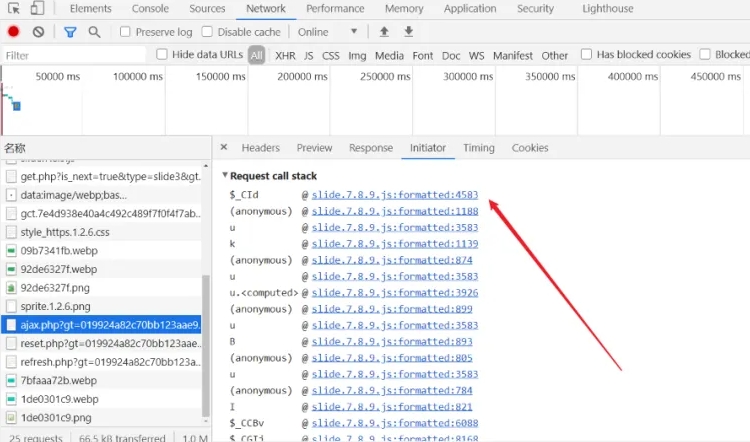 Elements Console Sources Network Performance Memory Application Security Lighthouse
Preserve log Disable cache Online
Filter Hide data URLs All XHR JS CSS Img Media Font Doc WS Manifest Other Has blocked cookies Blocked
50000 ms 100000 ms 150000 ms 200000 ms 250000 ms 300000 ms 350000 ms 400000 ms 450000 ms
名称
× Headers Preview Response Initiator Timing Cookies
get.php?is_next=true&type=slide3&gt...
data:image/webp;bas...
gct.7e4d938e40a4c492c489f7f0f4f7ab...
style_https.1.2.6.css
09b7341fb.webp
92de6327f.webp
92de6327f.png
sprite.1.2.6.png
ajax.php?gt=019924a82c70bb123aae9...
reset.php?gt=019924a82c70bb123aae...
refresh.php?gt=019924a82c70bb123aa...
7bfaaa72b.webp
1de0301c9.webp
1de0301c9.png
25 requests 66.5 kB transferred 1.0 M
Request call stack
$_CId @ slide.7.8.9.js:formatted:4583
(anonymous) @ slide.7.8.9.js:formatted:1188
u @ slide.7.8.9.js:formatted:3583
k @ slide.7.8.9.js:formatted:1139
(anonymous) @ slide.7.8.9.js:formatted:874
u @ slide.7.8.9.js:formatted:3583
u.<computed> @ slide.7.8.9.js:formatted:3926
(anonymous) @ slide.7.8.9.js:formatted:899
u @ slide.7.8.9.js:formatted:3583
B @ slide.7.8.9.js:formatted:893
(anonymous) @ slide.7.8.9.js:formatted:805
u @ slide.7.8.9.js:formatted:3583
(anonymous) @ slide.7.8.9.js:formatted:784
I @ slide.7.8.9.js:formatted:821
$_CCBv @ slide.7.8.9.js:formatted:6088
$_CGIj @ slide.7.8.9.js:formatted:8168